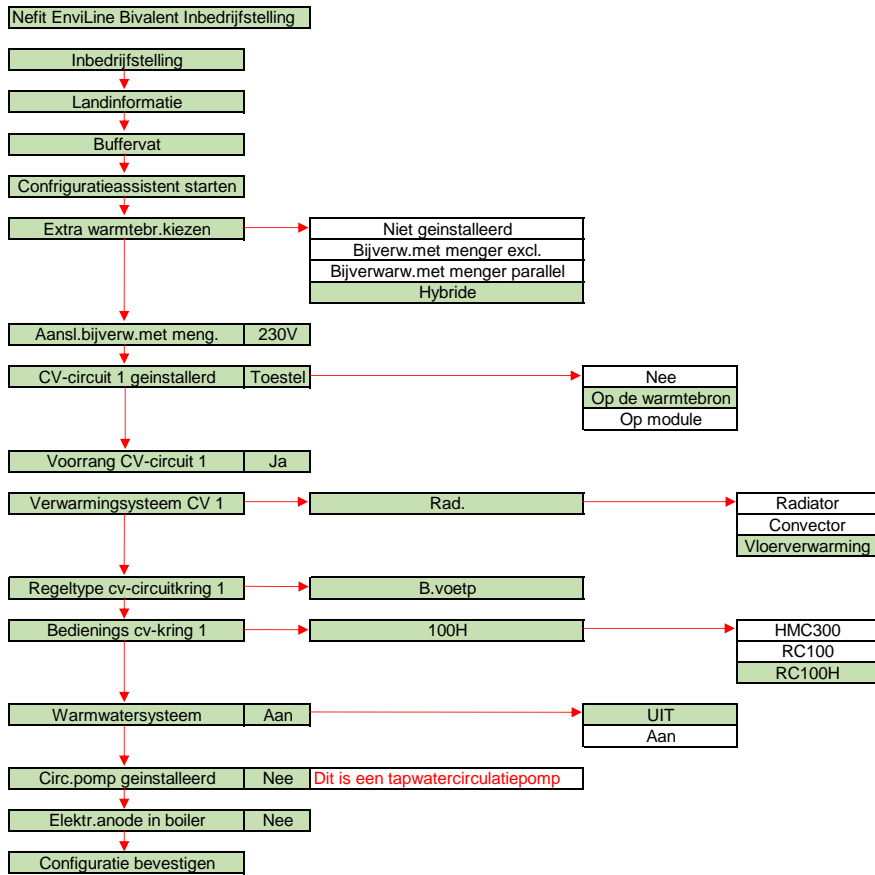 Nefit EnviLine Bivalent Inbedrijfstelling
Inbedrijfstelling
Landinformatie
Buffervat
Confriguratieassistent starten
Extra warmtebr.kiezen
Niet geinstalleerd
Bijverw.met menger excl.
Bijverwarw.met menger parallel
Hybride
Aansl.bijverw.met meng. 230V
CV-circuit 1 geinstallerd Toestel
Nee
Op de warmtebron
Op module
Voorrang CV-circuit 1 Ja
Verwarmingsysteem CV 1 Rad. Radiator
Convector
Vloerverwarming
Regeltype cv-circuitkring 1 B.voetp
Bedienings cv-kring 1 100H HMC300
RC100
RC100H
Warmwatersysteem Aan UIT
Aan
Circ.pomp geinstalleerd Nee Dit is een tapwatercirculatiepomp
Elektr.anode in boiler Nee
Configuratie bevestigen